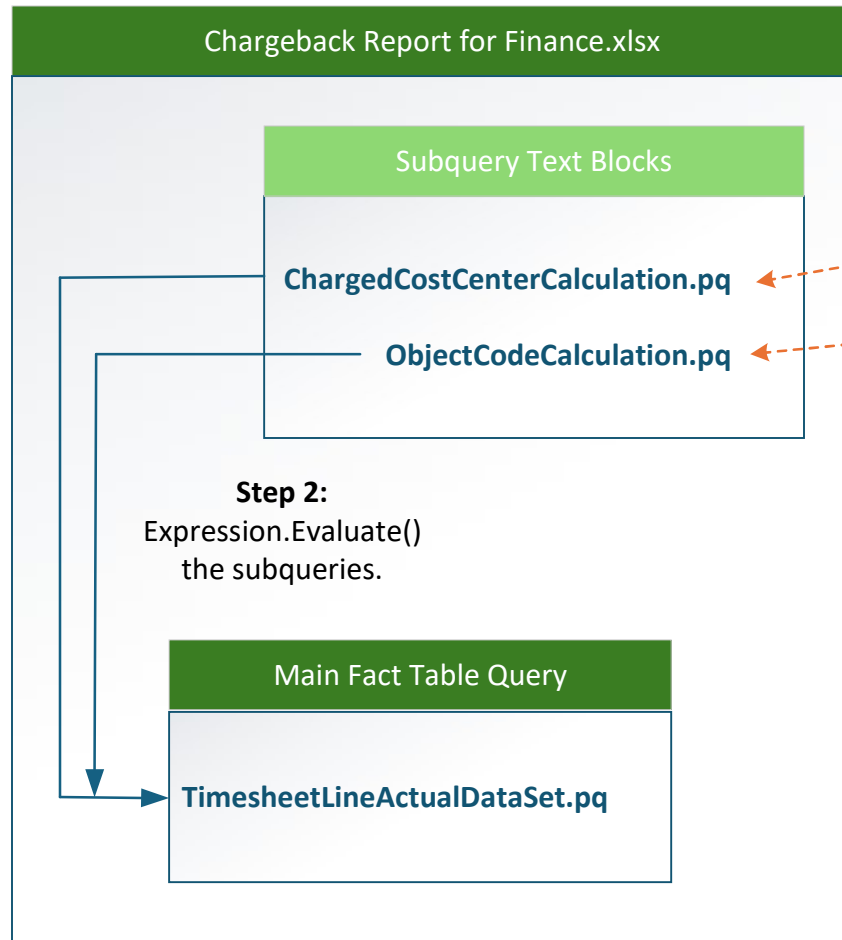 Chargeback Report for Finance.xlsx
Subquery Text Blocks
ChargedCostCenterCalculation.pq
ObjectCodeCalculation.pq
Step 2:
Expression.Evaluate()
the subqueries.
Main Fact Table Query
TimesheetLineActualDataSet.pq